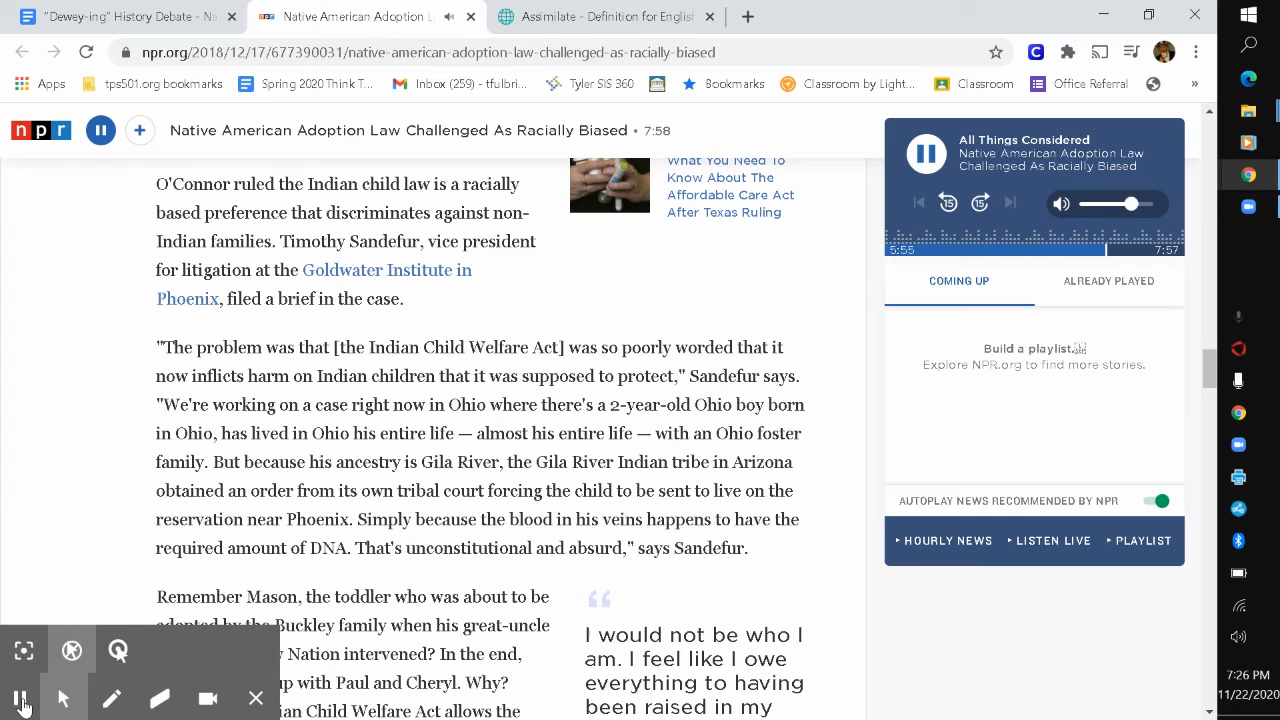 "Dewey-ing" History Debate - Na
Native American Adoption L
Assimilate - Definition for English
npr.org/2018/12/17/677390031/native-american-adoption-law-challenged-as-racially-biased
Apps
tps501.org bookmarks
Spring 2020 THS T...
Inbox (259) - tfulbri...
Tyler SIS 360
Bookmarks
Classroom by Light...
Classroom
Office Referral
»
npr
Native American Adoption Law Challenged As Racially Biased • 7:58
All Things Considered
Native American Adoption Law
Challenged As Racially Biased
15
15
5:55
7:57
COMING UP
ALREADY PLAYED
Build a playlist.
Explore NPR.org to find more stories.
AUTOPLAY NEWS RECOMMENDED BY NPR
HOURLY NEWS
LISTEN LIVE
PLAYLIST
What You Need To
Know About The
Affordable Care Act
After Texas Ruling
O'Connor ruled the Indian child law is a racially
based preference that discriminates against non-
Indian families. Timothy Sandefur, vice president
for litigation at the Goldwater Institute in
Phoenix, filed a brief in the case.
"The problem was that [the Indian Child Welfare Act] was so poorly worded that it
now inflicts harm on Indian children that it was supposed to protect," Sandefur says.
"We're working on a case right now in Ohio where there's a 2-year-old Ohio boy born
in Ohio, has lived in Ohio his entire life — almost his entire life — with an Ohio foster
family. But because his ancestry is Gila River, the Gila River Indian tribe in Arizona
obtained an order from its own tribal court forcing the child to be sent to live on the
reservation near Phoenix. Simply because the blood in his veins happens to have the
required amount of DNA. That's unconstitutional and absurd," says Sandefur.
Remember Mason, the toddler who was about to be
adopted by the Buckley family when his great-uncle
Nation intervened? In the end,
up with Paul and Cheryl. Why?
ian Child Welfare Act allows the
“
I would not be who I
am. I feel like I owe
everything to having
been raised in my
7:26 PM
11/22/2020